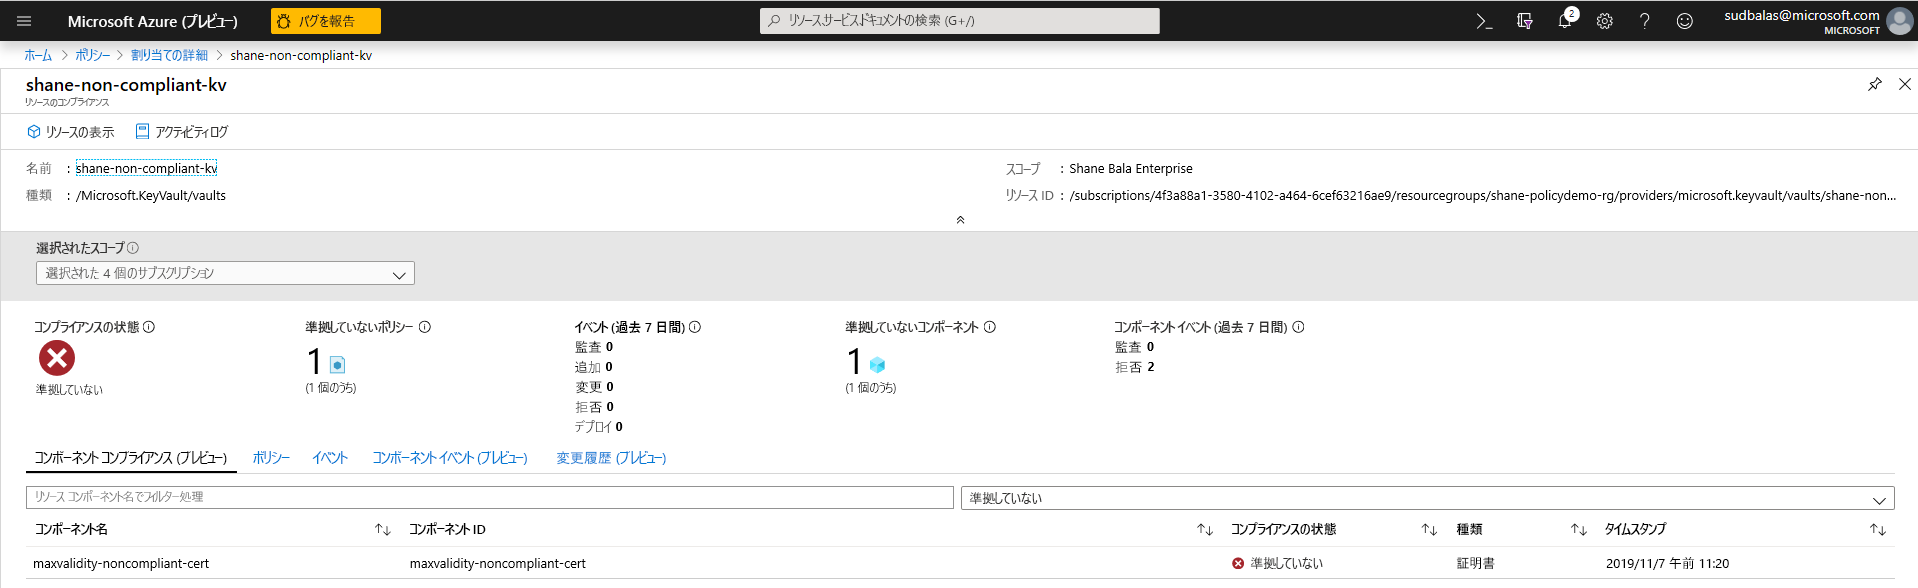 Microsoft Azure (プレビュー)
バグを報告
リソース、サービス、ドキュメントの検索 (G+/)
2
sudbalas@microsoft.com
MICROSOFT
ホーム > ポリシー > 割り当ての詳細 > shane-non-compliant-kv
shane-non-compliant-kv
リソースのコンプライアンス
リソースの表示 アクティビティログ
名前 : shane-non-compliant-kv
スコープ : Shane Bala Enterprise
種類 : /Microsoft.KeyVault/vaults
リソース ID : /subscriptions/4f3a88a1-3580-4102-a464-6cef63216ae9/resourcegroups/shane-policydemo-rg/providers/microsoft.keyvault/vaults/shane-non...
選択されたスコープ
選択された 4 個のサブスクリプション
コンプライアンスの状態
準拠していない
準拠していないポリシー
1
(1 個のうち)
イベント (過去 7 日間)
監査 0
追加 0
変更 0
拒否 0
デプロイ 0
準拠していないコンポーネント
1
(1 個のうち)
コンポーネント イベント (過去 7 日間)
監査 0
拒否 2
コンポーネント コンプライアンス (プレビュー) ポリシー イベント コンポーネント イベント (プレビュー) 変更履歴 (プレビュー)
リソース コンポーネント名でフィルター処理
準拠していない
コンポーネント名 コンポーネント ID コンプライアンスの状態 種類 タイムスタンプ
maxvalidity-noncompliant-cert maxvalidity-noncompliant-cert 準拠していない 証明書 2019/11/7 午前 11:20